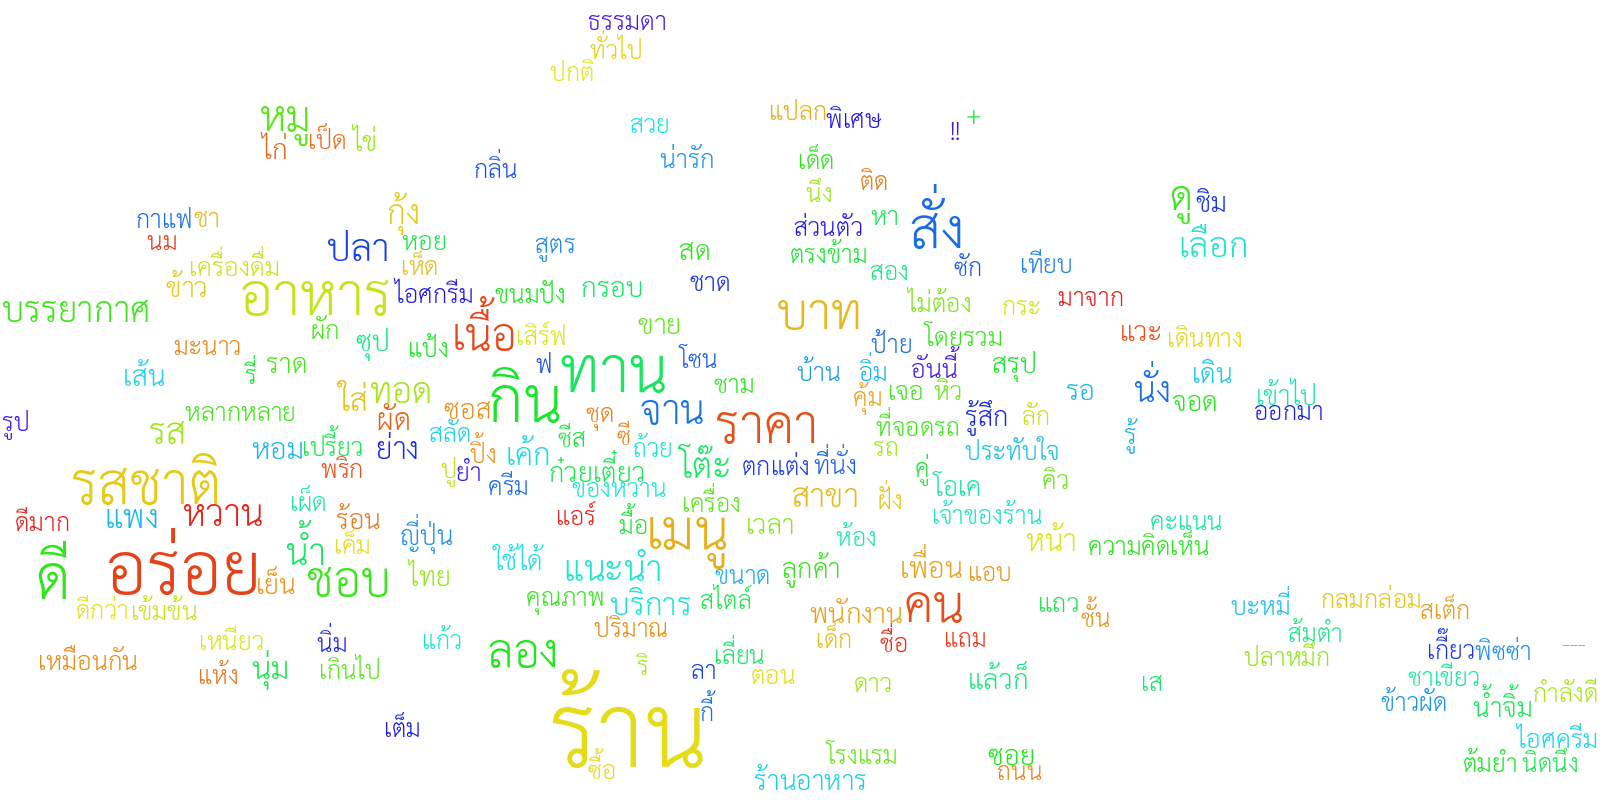 ธรรมดา
ทั่วไป
ปกติ
หมู
ไก่
เป็ด
ไข่
แปลก
พิเศษ
!!
+
สวย
น่ารัก
กลิ่น
เด็ด
นึง
ติด
กาแฟ
ชา
นม
กุ้ง
ปลา
หอย
เห็ด
สูตร
สด
ชาด
ส่วนตัว
หา
ตรงข้าม
สอง
สั่ง
ซัก
เทียบ
ดู
ชิม
เลือก
เครื่องดื่ม
ข้าว
อาหาร
ไอศกรีม
ขนมปัง
กรอบ
บรรยากาศ
ผัก
ซุป
แป้ง
เนื้อ
เสิร์ฟ
ขาย
บาท
ไม่ต้อง
กระ
มาจาก
มะนาว
รี่
ราด
ฟ
ทาน
โซน
ป้าย
โดยรวม
แวะ
เดินทาง
เส้น
ใส่
ทอด
กิน
ชาม
บ้าน
อิ่ม
อันนี้
สรุป
นั่ง
เดิน
เข้าไป
ออกมา
รูป
หลากหลาย
ผัด
ซอส
ชุด
จาน
ราคา
คุ้ม
เจอ
หิว
รอ
จอด
รส
หอม
เปรี้ยว
ย่าง
สลัด
ปิ้ง
เค้ก
ชีส
ซี
ถ้วย
ที่จอดรถ
รู้สึก
ลัก
รู้
พริก
ปู
ยำ
ครีม
ก๋วยเตี๋ยว
ของหวาน
โต๊ะ
ตกแต่ง
ที่นั่ง
รถ
คู่
ประทับใจ
รสชาติ
ดีมาก
แพง
หวาน
เผ็ด
ร้อน
แอร์
มื้อ
เครื่อง
สาขา
ฝั่ง
โอเค
คิว
ดี
อร่อย
น้ำ
เค็ม
ญี่ปุ่น
ใช้ได้
เมนู
เวลา
ห้อง
เจ้าของร้าน
หน้า
คะแนน
ความคิดเห็น
เย็น
ชอบ
ไทย
แนะนำ
ขนาด
ลูกค้า
เพื่อน
แอบ
ดีกว่า
เข้มข้น
คุณภาพ
บริการ
สไตล์
พนักงาน
คน
แถว
ชั้น
บะหมี่
กลมกล่อม
สเต็ก
เหนียว
นิ่ม
แก้ว
ปริมาณ
เด็ก
ชื่อ
แถม
ส้มตำ
เกี๊ยว
พิซซ่า
---
เหมือนกัน
แห้ง
นุ่ม
เกินไป
ลอง
ริ
ลา
เลี่ยน
ตอน
ดาว
แล้วก็
เส
ปลาหมึก
ชาเขียว
ข้าวผัด
น้ำจิ้ม
กำลังดี
เต็ม
ร้าน
กี้
ซื้อ
ร้านอาหาร
โรงแรม
ซอย
ถนน
ไอศครีม
ต้มยำ
นิดนึง